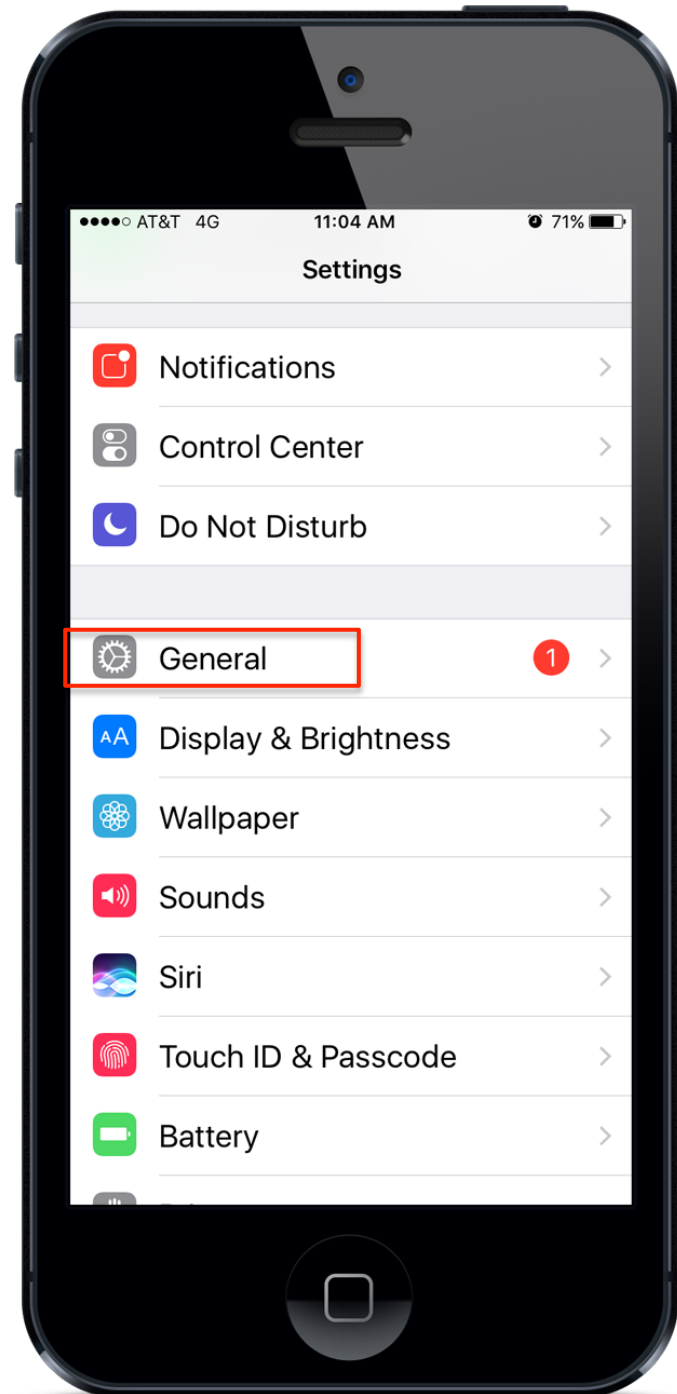 AT&T 4G 11:04 AM 71%
Settings
Notifications
Control Center
Do Not Disturb
General 1
AA Display & Brightness
Wallpaper
Sounds
Siri
Touch ID & Passcode
Battery